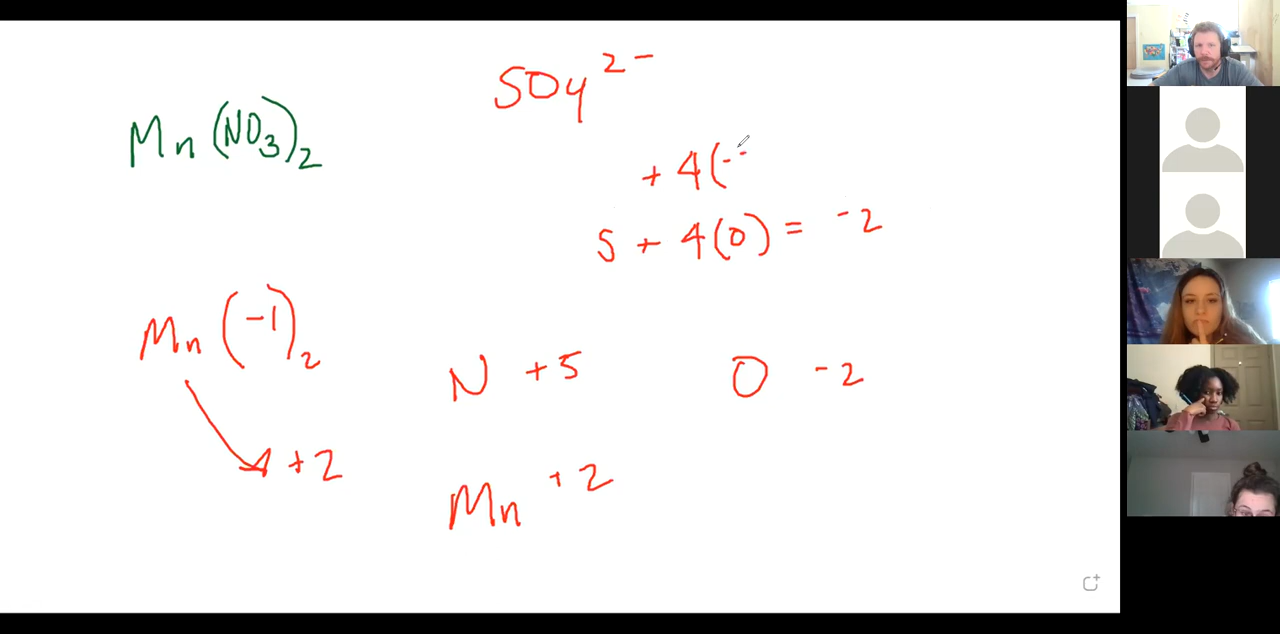 SO4 2-
Mn (NO3)2
+ 4(-
S + 4(O) = -2
Mn (-1)2
N +5 O -2
+2
Mn +2